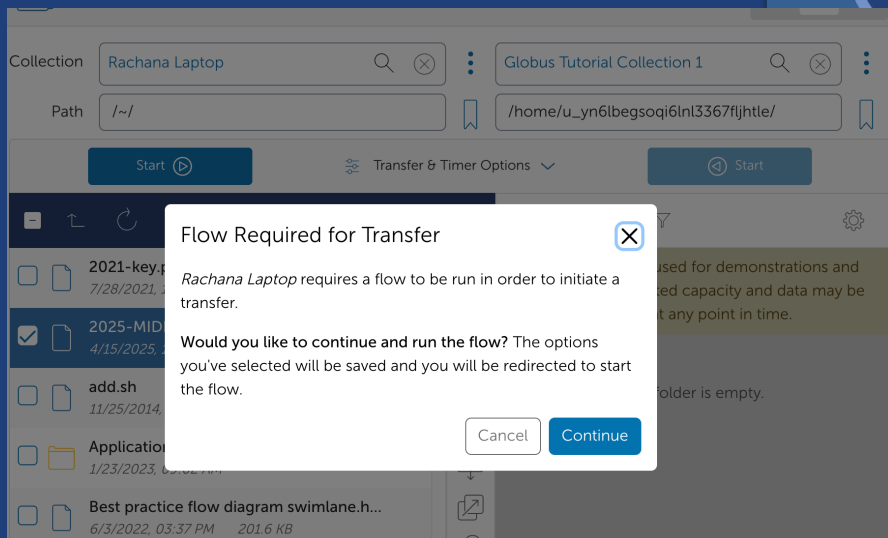 Collection
Rachana Laptop
Globus Tutorial Collection 1
Path
/~/
/home/u_yn6lbegsoqi6lnl3367fljhtle/
Start
Transfer & Timer Options
Start
Flow Required for Transfer
Rachana Laptop requires a flow to be run in order to initiate a
transfer.
Would you like to continue and run the flow? The options
you've selected will be saved and you will be redirected to start
the flow.
Cancel
Continue
2021-key.p
7/28/2021,
used for demonstrations and
capacity and data may be
any point in time.
2025-MID
4/15/2025,
add.sh
11/25/2014,
folder is empty.
Applicatio
1/23/2023,
Best practice flow diagram swimlane.h...
6/3/2022, 03:37 PM 201.6 KB